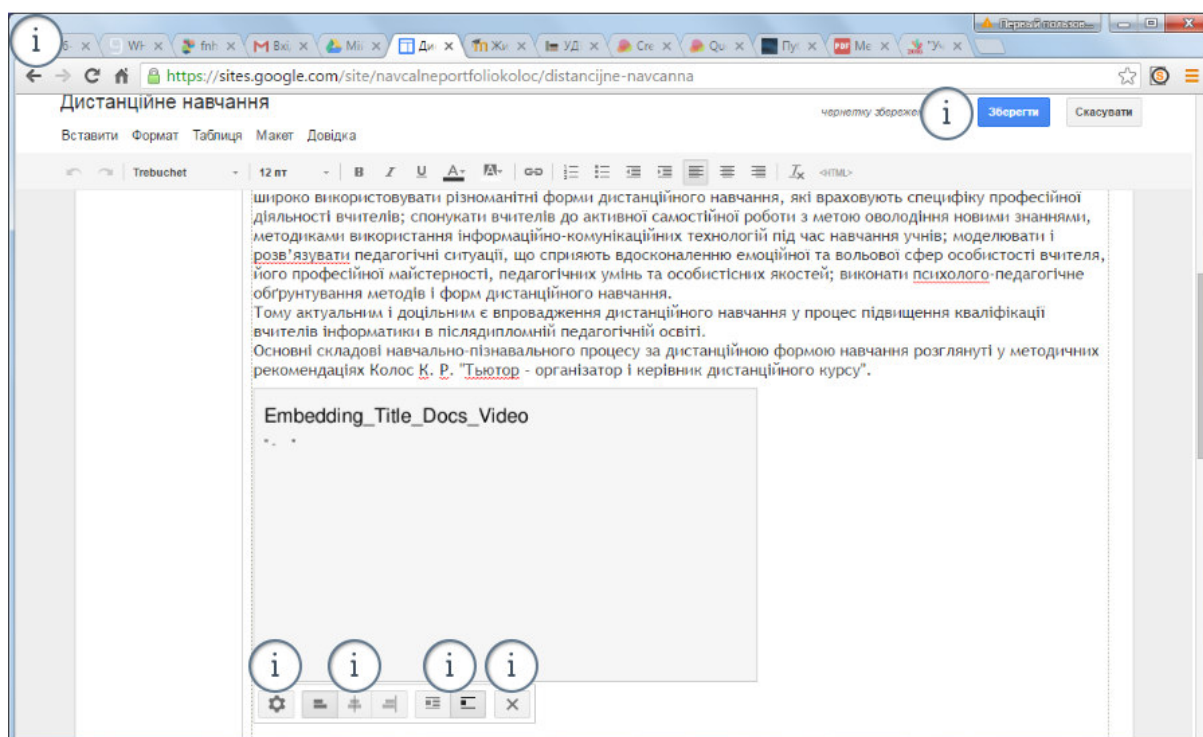 Первый пользов...
i
б-
WH
fnh
Вхі,
Мій
Ди
Жи
УД
Cre
Qu
Пу
PDF Ме
"Уч
https://sites.google.com/site/navcalneportfoliokoloc/distancijne-navcanna
Дистанційне навчання
чернетку збережен
i
Зберегти
Скасувати
Вставити Формат Таблиця Макет Довідка
Trebuchet
12 пт
B I U A <HTML>
широко використовувати різноманітні форми дистанційного навчання, які враховують специфіку професійної
діяльності вчителів; спонукати вчителів до активної самостійної роботи з метою оволодіння новими знаннями,
методиками використання інформаційно-комунікаційних технологій під час навчання учнів; моделювати і
розв’язувати педагогічні ситуації, що сприяють вдосконаленню емоційної та вольової сфер особистості вчителя,
його професійної майстерності, педагогічних умінь та особистісних якостей; виконати психолого-педагогічне
обґрунтування методів і форм дистанційного навчання.
Тому актуальним і доцільним є впровадження дистанційного навчання у процес підвищення кваліфікації
вчителів інформатики в післядипломній педагогічній освіті.
Основні складові навчально-пізнавального процесу за дистанційною формою навчання розглянуті у методичних
рекомендаціях Колос К. Р. "Тьютор - організатор і керівник дистанційного курсу".
Embedding_Title_Docs_Video
i i i i